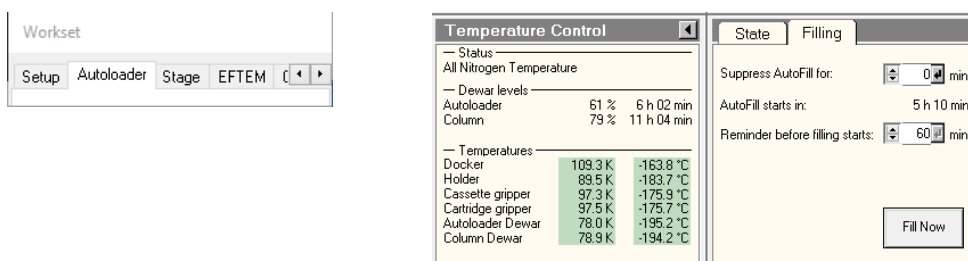 Workset
Setup Autoloader Stage EFTEM
Temperature Control
Status
All Nitrogen Temperature
Dewar levels
Autoloader 61 % 6 h 02 min
Column 79 % 11 h 04 min
Temperatures
Docker 109.3 K -163.8 °C
Holder 89.5 K -183.7 °C
Cassette gripper 97.3 K -175.9 °C
Cartridge gripper 97.5 K -175.7 °C
Autoloader Dewar 78.0 K -195.2 °C
Column Dewar 78.9 K -194.2 °C
State Filling
Suppress AutoFill for: 0 min
AutoFill starts in: 5 h 10 min
Reminder before filling starts: 60 min
Fill Now